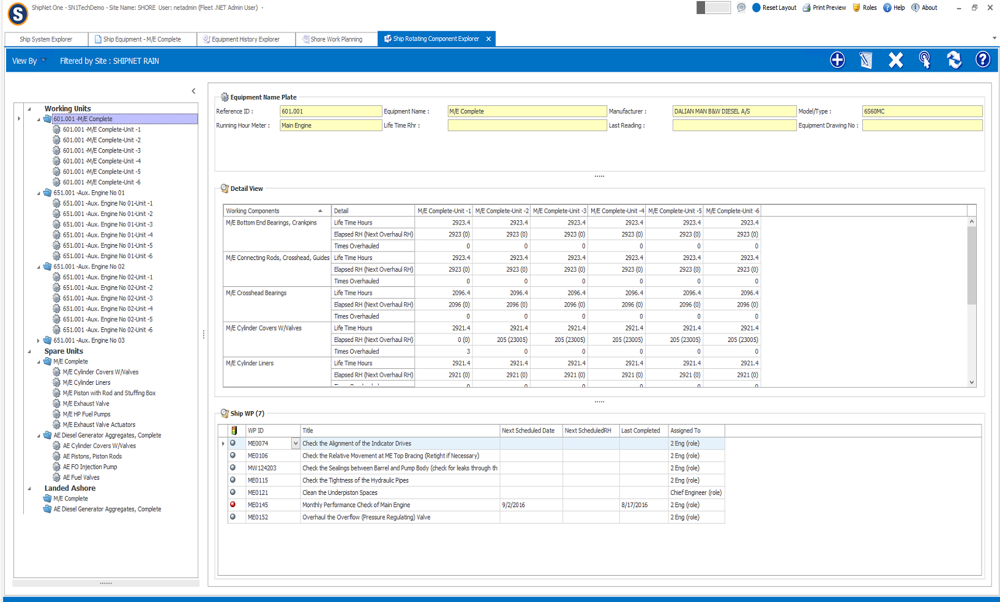 ShipNet One - SN1TechDemo - Site Name: SHORE  User: netadmin (Fleet .NET Admin User)  -
Reset Layout  Print Preview  Roles  Help  About
S
Ship System Explorer  Ship Equipment - M/E Complete  Equipment History Explorer  Shore Work Planning  Ship Rotating Component Explorer
View By  Filtered by Site : SHIPNET RAIN
Working Units
601.001 -M/E Complete
601.001 -M/E Complete-Unit -1
601.001 -M/E Complete-Unit -2
601.001 -M/E Complete-Unit -3
601.001 -M/E Complete-Unit -4
601.001 -M/E Complete-Unit -5
601.001 -M/E Complete-Unit -6
651.001 -Aux. Engine No 01
651.001 -Aux. Engine No 01-Unit -1
651.001 -Aux. Engine No 01-Unit -2
651.001 -Aux. Engine No 01-Unit -3
651.001 -Aux. Engine No 01-Unit -4
651.001 -Aux. Engine No 01-Unit -5
651.001 -Aux. Engine No 01-Unit -6
651.001 -Aux. Engine No 02
651.001 -Aux. Engine No 02-Unit -1
651.001 -Aux. Engine No 02-Unit -2
651.001 -Aux. Engine No 02-Unit -3
651.001 -Aux. Engine No 02-Unit -4
651.001 -Aux. Engine No 02-Unit -5
651.001 -Aux. Engine No 02-Unit -6
651.001 -Aux. Engine No 03
Spare Units
M/E Complete
M/E Cylinder Covers W/Valves
M/E Cylinder Liners
M/E Piston with Rod and Stuffing Box
M/E Exhaust Valve
M/E HP Fuel Pumps
M/E Exhaust Valve Actuators
AE Diesel Generator Aggregates, Complete
AE Cylinder Covers W/Valves
AE Pistons, Piston Rods
AE FO Injection Pump
AE Fuel Valves
Landed Ashore
M/E Complete
AE Diesel Generator Aggregates, Complete
Equipment Name Plate
Reference ID :  601.001  Equipment Name :  M/E Complete  Manufacturer :  DALIAN MAN B&W DIESEL A/S  Model/Type :  6S60MC
Running Hour Meter :  Main Engine  Life Time Rhr :  Last Reading :  Equipment Drawing No :
Detail View
Working Components  Detail  M/E Complete-Unit -1  M/E Complete-Unit -2  M/E Complete-Unit -3  M/E Complete-Unit -4  M/E Complete-Unit -5  M/E Complete-Unit -6
M/E Bottom End Bearings, Crankpins  Life Time Hours  2923.4  2923.4  2923.4  2923.4  2923.4  2923.4
Elapsed RH (Next Overhaul RH)  2923 (0)  2923 (0)  2923 (0)  2923 (0)  2923 (0)  2923 (0)
Times Overhauled  0  0  0  0  0  0
M/E Connecting Rods, Crosshead, Guides  Life Time Hours  2923.4  2923.4  2923.4  2923.4  2923.4  2923.4
Elapsed RH (Next Overhaul RH)  2923 (0)  2923 (0)  2923 (0)  2923 (0)  2923 (0)  2923 (0)
Times Overhauled  0  0  0  0  0  0
M/E Crosshead Bearings  Life Time Hours  2096.4  2096.4  2096.4  2096.4  2096.4  2096.4
Elapsed RH (Next Overhaul RH)  2096 (0)  2096 (0)  2096 (0)  2096 (0)  2096 (0)  2096 (0)
Times Overhauled  0  0  0  0  0  0
M/E Cylinder Covers W/Valves  Life Time Hours  2921.4  2921.4  2921.4  2921.4  2921.4  2921.4
Elapsed RH (Next Overhaul RH)  0 (0)  205 (23005)  205 (23005)  205 (23005)  205 (23005)  205 (23005)
Times Overhauled  3  0  0  0  0  0
M/E Cylinder Liners  Life Time Hours  2921.4  2921.4  2921.4  2921.4  2921.4  2921.4
Elapsed RH (Next Overhaul RH)  2921 (0)  2921 (0)  2921 (0)  2921 (0)  2921 (0)  2921 (0)
Ship WP (7)
WP ID  Title  Next Scheduled Date  Next ScheduledRH  Last Completed  Assigned To
ME0074  Check the Alignment of the Indicator Drives  2 Eng (role)
ME0106  Check the Relative Movement at ME Top Bracing (Retight if Necessary)  2 Eng (role)
MW124203  Check the Sealings between Barrel and Pump Body (check for leaks through th  2 Eng (role)
ME0115  Check the Tightness of the Hydraulic Pipes  2 Eng (role)
ME0121  Clean the Underpiston Spaces  Chief Engineer (role)
ME0145  Monthly Performance Check of Main Engine  9/2/2016  8/17/2016  2 Eng (role)
ME0152  Overhaul the Overflow (Pressure Regulating) Valve  2 Eng (role)